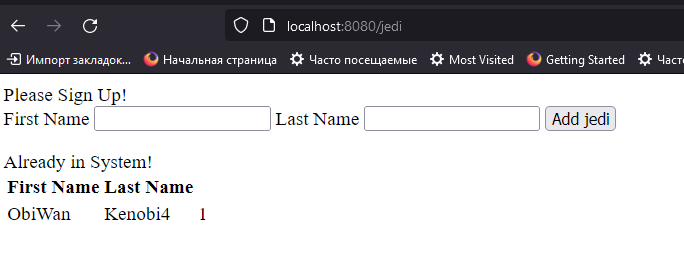 localhost:8080/jedi
Импорт закладок... Начальная страница Часто посещаемые Most Visited Getting Started Част
Please Sign Up!
First Name Last Name Add jedi
Already in System!
First Name Last Name
ObiWan Kenobi4 1